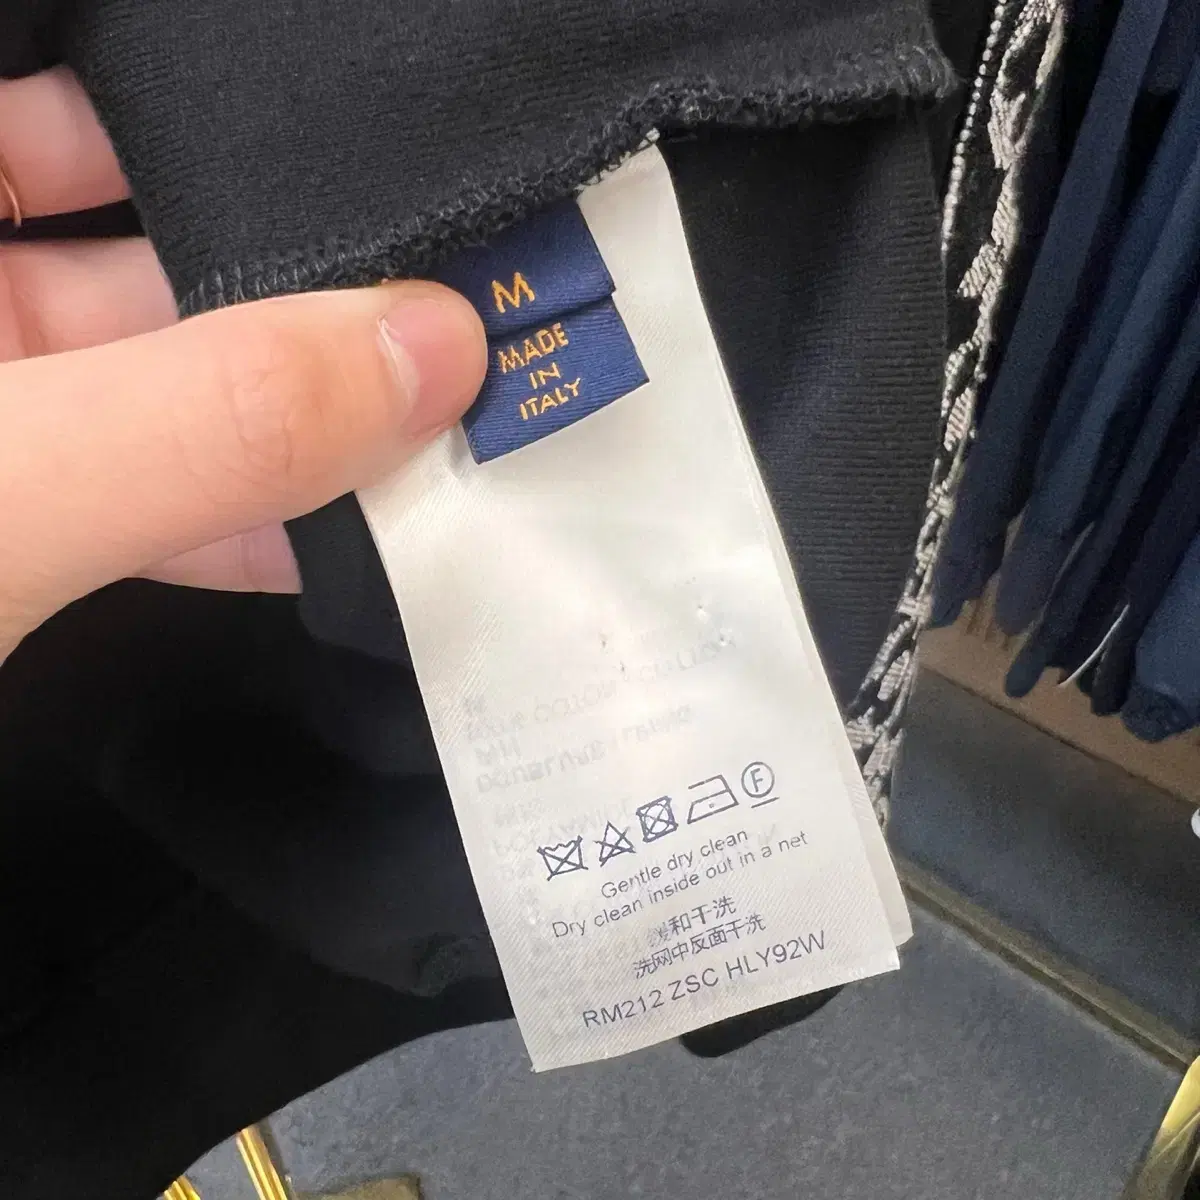 M
MADE
IN
ITALY
F
Gentle dry clean
Dry clean inside out in a net
缓和干洗
洗网中反面干洗
RM212 ZSC HLY92W